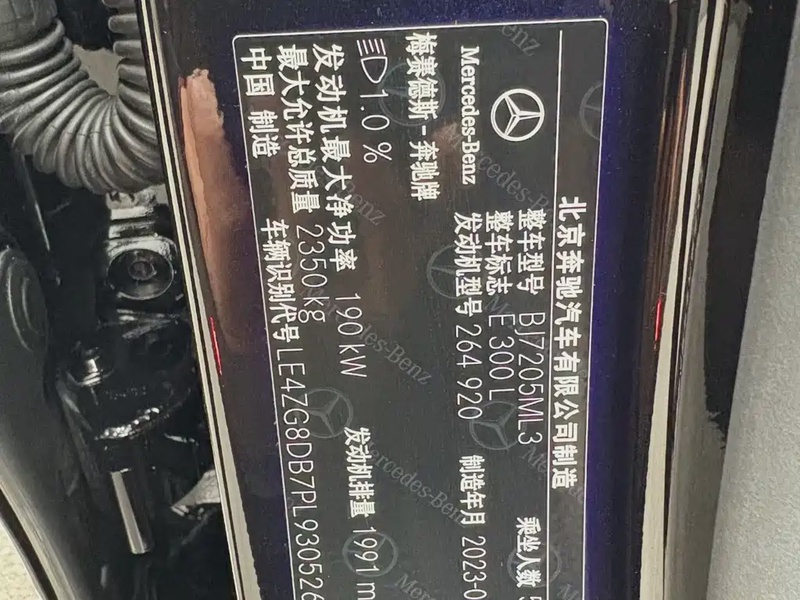 北京奔驰汽车有限公司制造
Mercedes-Benz
梅赛德斯-奔驰牌
整车型号 BJ7205ML3 乘坐人数 5
整车标志 E 300 L
发动机型号 264 920 制造年月 2023-0
1.0 %
发动机最大净功率 190 kW 发动机排量 1991 m
最大允许总质量 2350 kg
中国 制造 车辆识别代号 LE4ZG8DB7PL930526